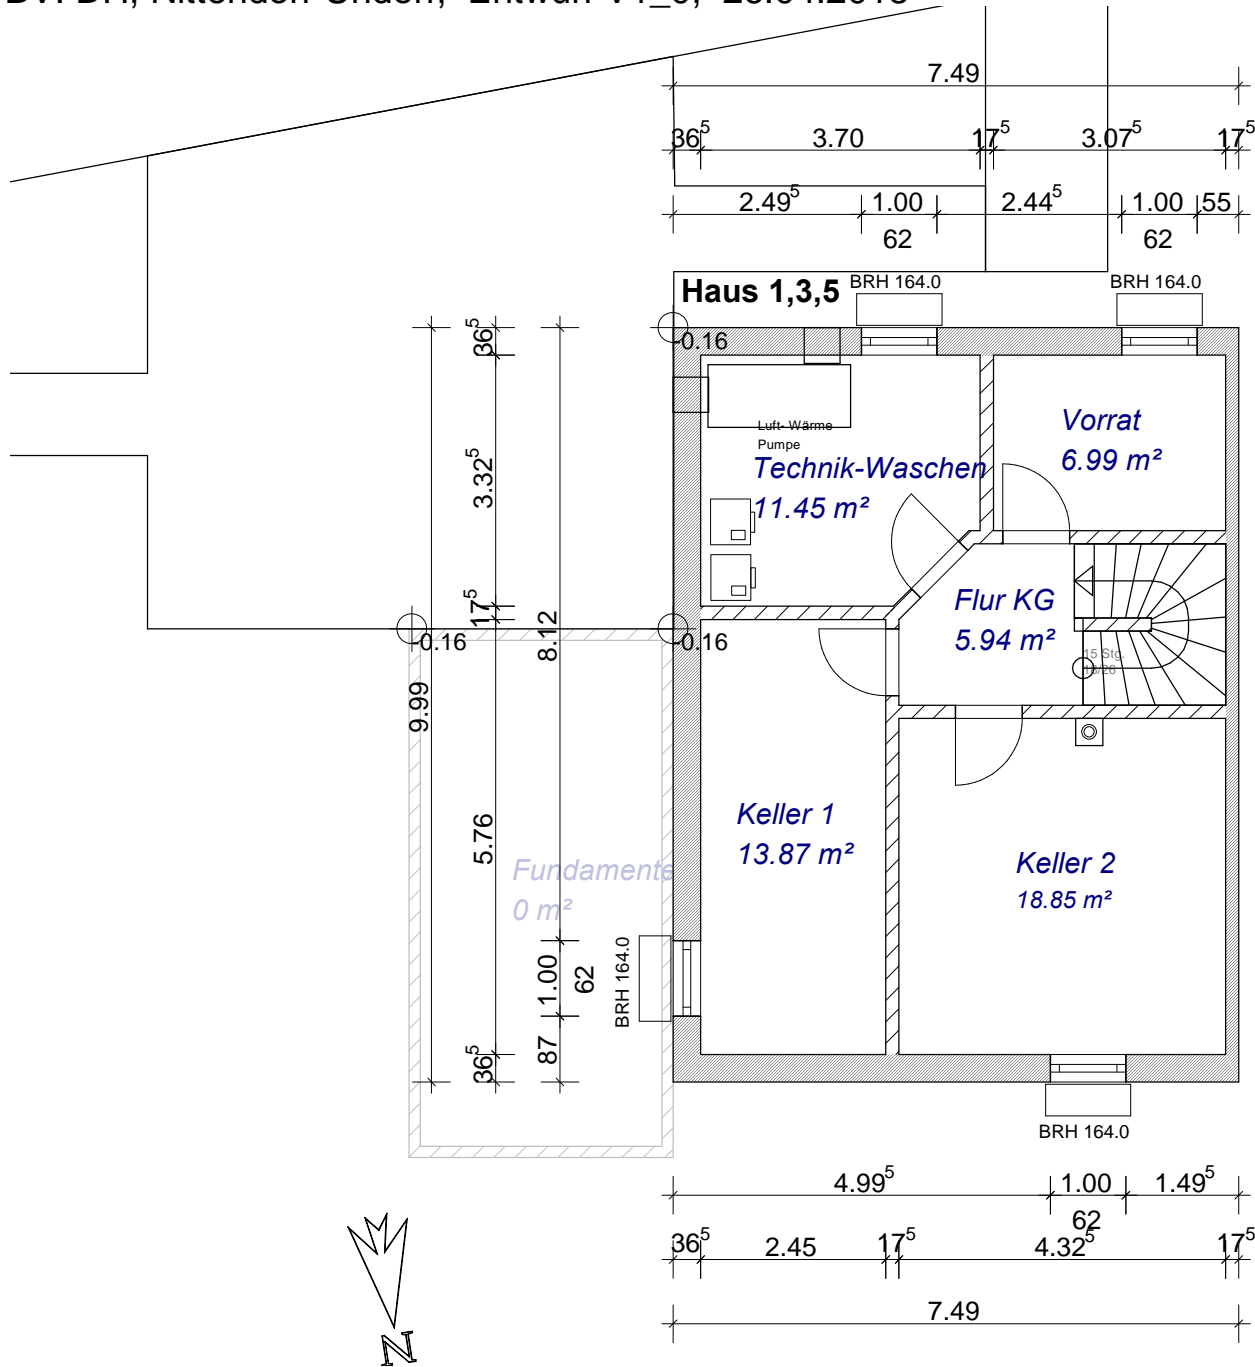 7.49
36⁵ 3.70 17⁵ 3.07⁵ 17⁵
2.49⁵ 1.00 2.44⁵ 1.00 55
62 62
Haus 1,3,5
BRH 164.0
BRH 164.0
-0.16
36⁵
3.32⁵
17⁵
5.76
36⁵
9.99
8.12
1.00
62
87
Luft- Wärme
Pumpe
Technik-Waschen
11.45 m²
Vorrat
6.99 m²
Flur KG
5.94 m²
15 Stg.
-0.16
-0.16
Keller 1
13.87 m²
Keller 2
18.85 m²
Fundamente
0 m²
BRH 164.0
BRH 164.0
4.99⁵ 1.00 1.49⁵
62
36⁵ 2.45 17⁵ 4.32⁵ 17⁵
7.49
N